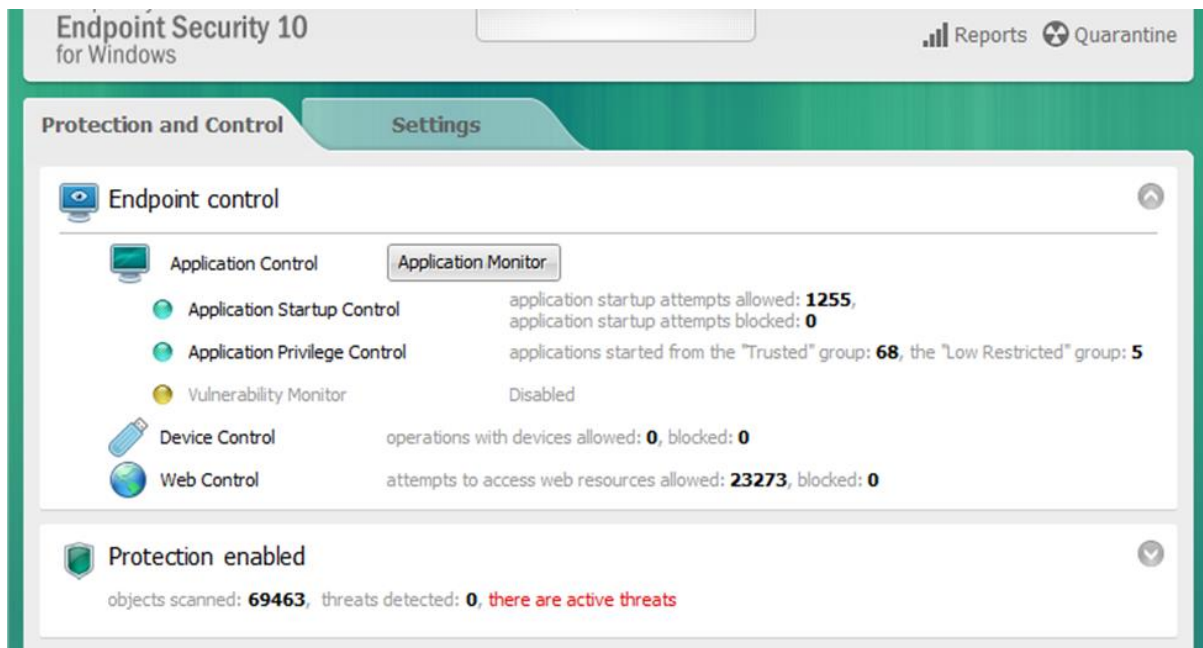 Endpoint Security 10
for Windows
Reports Quarantine
Protection and Control Settings
Endpoint control
Application Control Application Monitor
Application Startup Control application startup attempts allowed: 1255,
application startup attempts blocked: 0
Application Privilege Control applications started from the "Trusted" group: 68, the "Low Restricted" group: 5
Vulnerability Monitor Disabled
Device Control operations with devices allowed: 0, blocked: 0
Web Control attempts to access web resources allowed: 23273, blocked: 0
Protection enabled
objects scanned: 69463, threats detected: 0, there are active threats